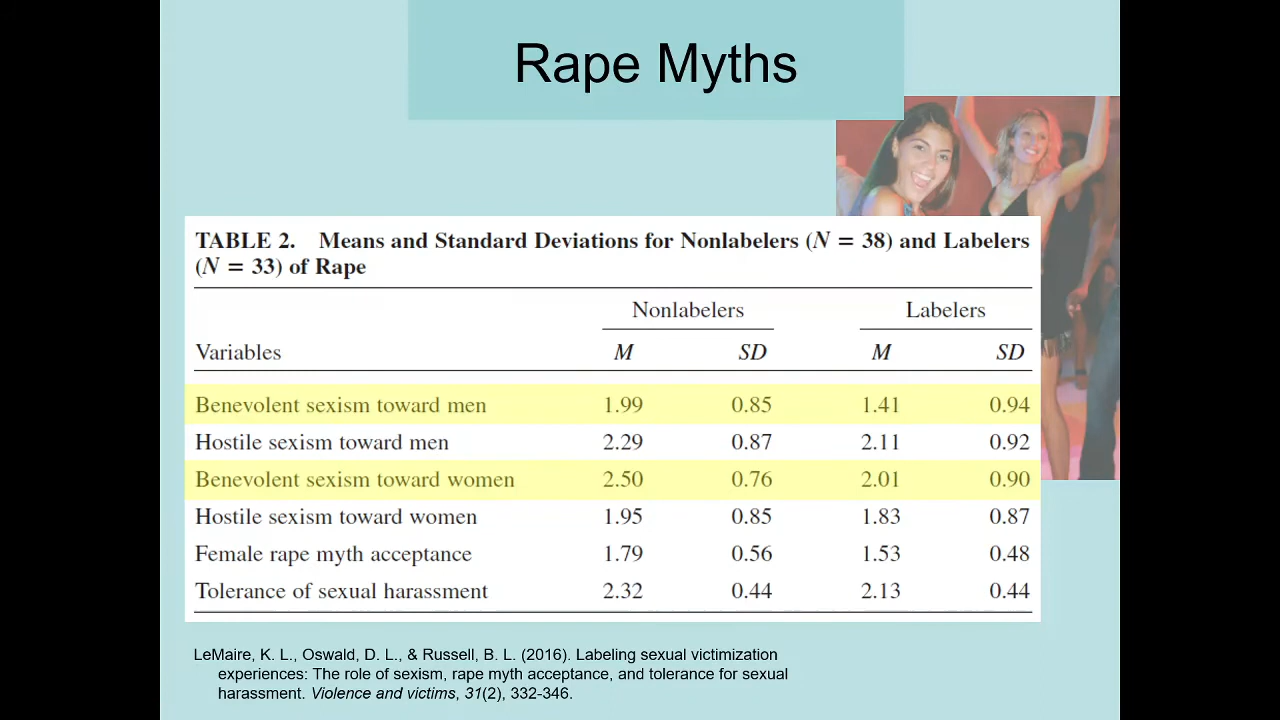 Rape Myths
TABLE 2. Means and Standard Deviations for Nonlabelers (N = 38) and Labelers
(N = 33) of Rape
Nonlabelers Labelers
Variables M SD M SD
Benevolent sexism toward men 1.99 0.85 1.41 0.94
Hostile sexism toward men 2.29 0.87 2.11 0.92
Benevolent sexism toward women 2.50 0.76 2.01 0.90
Hostile sexism toward women 1.95 0.85 1.83 0.87
Female rape myth acceptance 1.79 0.56 1.53 0.48
Tolerance of sexual harassment 2.32 0.44 2.13 0.44
LeMaire, K. L., Oswald, D. L., & Russell, B. L. (2016). Labeling sexual victimization
experiences: The role of sexism, rape myth acceptance, and tolerance for sexual
harassment. Violence and victims, 31(2), 332-346.